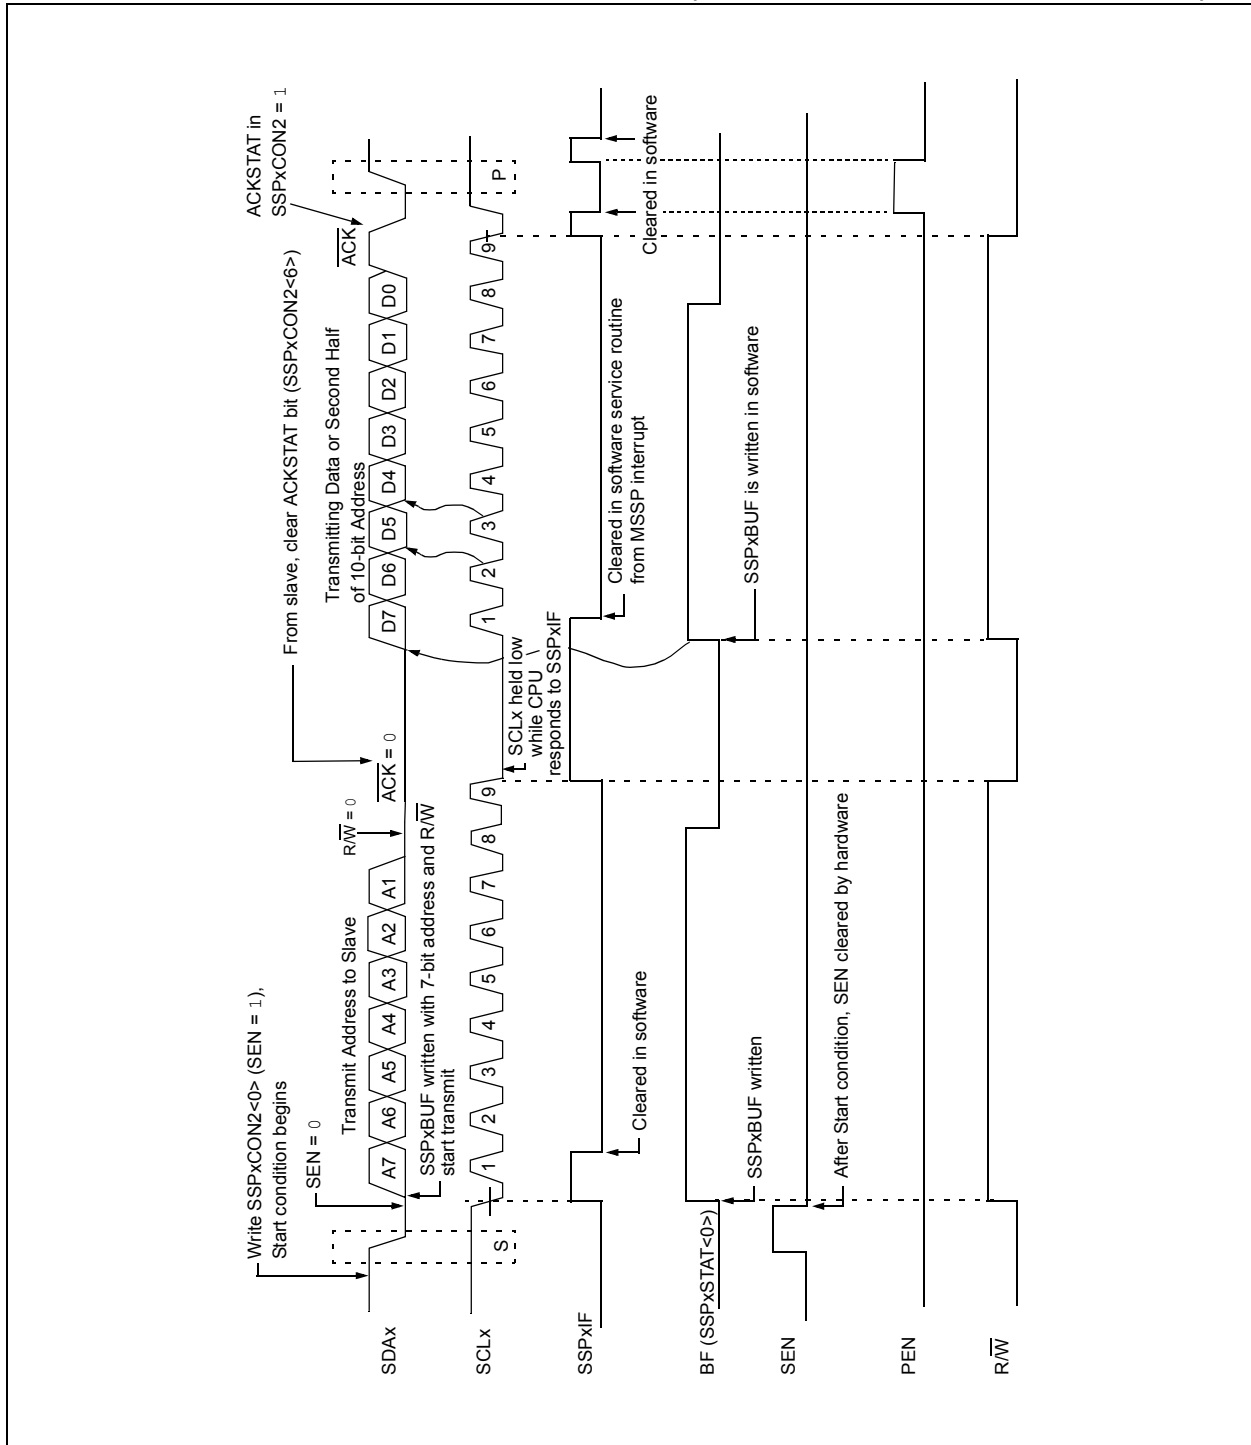 Write SSPxCON2<0> (SEN = 1),
Start condition begins
SEN = 0
Transmit Address to Slave
R/W = 0
ACK = 0
From slave, clear ACKSTAT bit (SSPxCON2<6>)
Transmitting Data or Second Half
of 10-bit Address
ACK
ACKSTAT in
SSPxCON2 = 1
SDAx
A7 A6 A5 A4 A3 A2 A1
D7 D6 D5 D4 D3 D2 D1 D0
SSPxBUF written with 7-bit address and R/W
start transmit
SCLx
S
1 2 3 4 5 6 7 8 9
1 2 3 4 5 6 7 8 9
P
SCLx held low
while CPU
responds to SSPxIF
SSPxIF
Cleared in software
Cleared in software service routine
from MSSP interrupt
Cleared in software
BF (SSPxSTAT<0>)
SSPxBUF written
SSPxBUF is written in software
SEN
After Start condition, SEN cleared by hardware
PEN
R/W